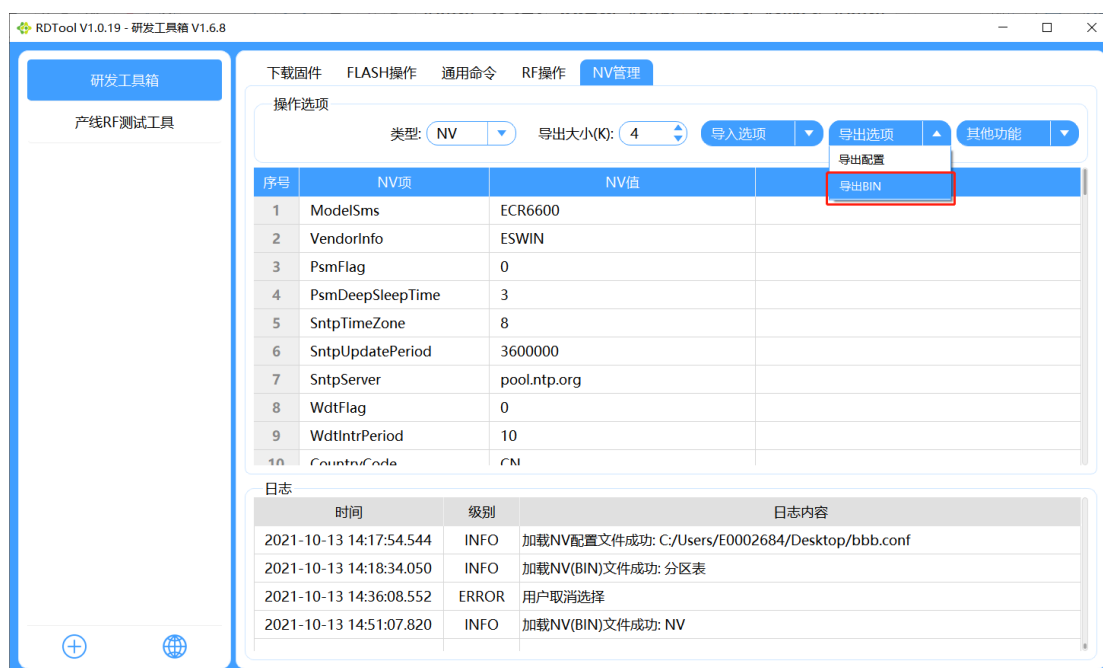 RDTool V1.0.19 - 研发工具箱 V1.6.8
研发工具箱
产线RF测试工具
下载固件 FLASH操作 通用命令 RF操作 NV管理
操作选项
类型: NV 导出大小(K): 4 导入选项 导出选项 其他功能
导出配置
导出BIN
序号 NV项 NV值
1 ModelSms ECR6600
2 VendorInfo ESWIN
3 PsmFlag 0
4 PsmDeepSleepTime 3
5 SntpTimeZone 8
6 SntpUpdatePeriod 3600000
7 SntpServer pool.ntp.org
8 WdtFlag 0
9 WdtIntrPeriod 10
10 CountryCode CN
日志
时间 级别 日志内容
2021-10-13 14:17:54.544 INFO 加载NV配置文件成功: C:/Users/E0002684/Desktop/bbb.conf
2021-10-13 14:18:34.050 INFO 加载NV(BIN)文件成功: 分区表
2021-10-13 14:36:08.552 ERROR 用户取消选择
2021-10-13 14:51:07.820 INFO 加载NV(BIN)文件成功: NV